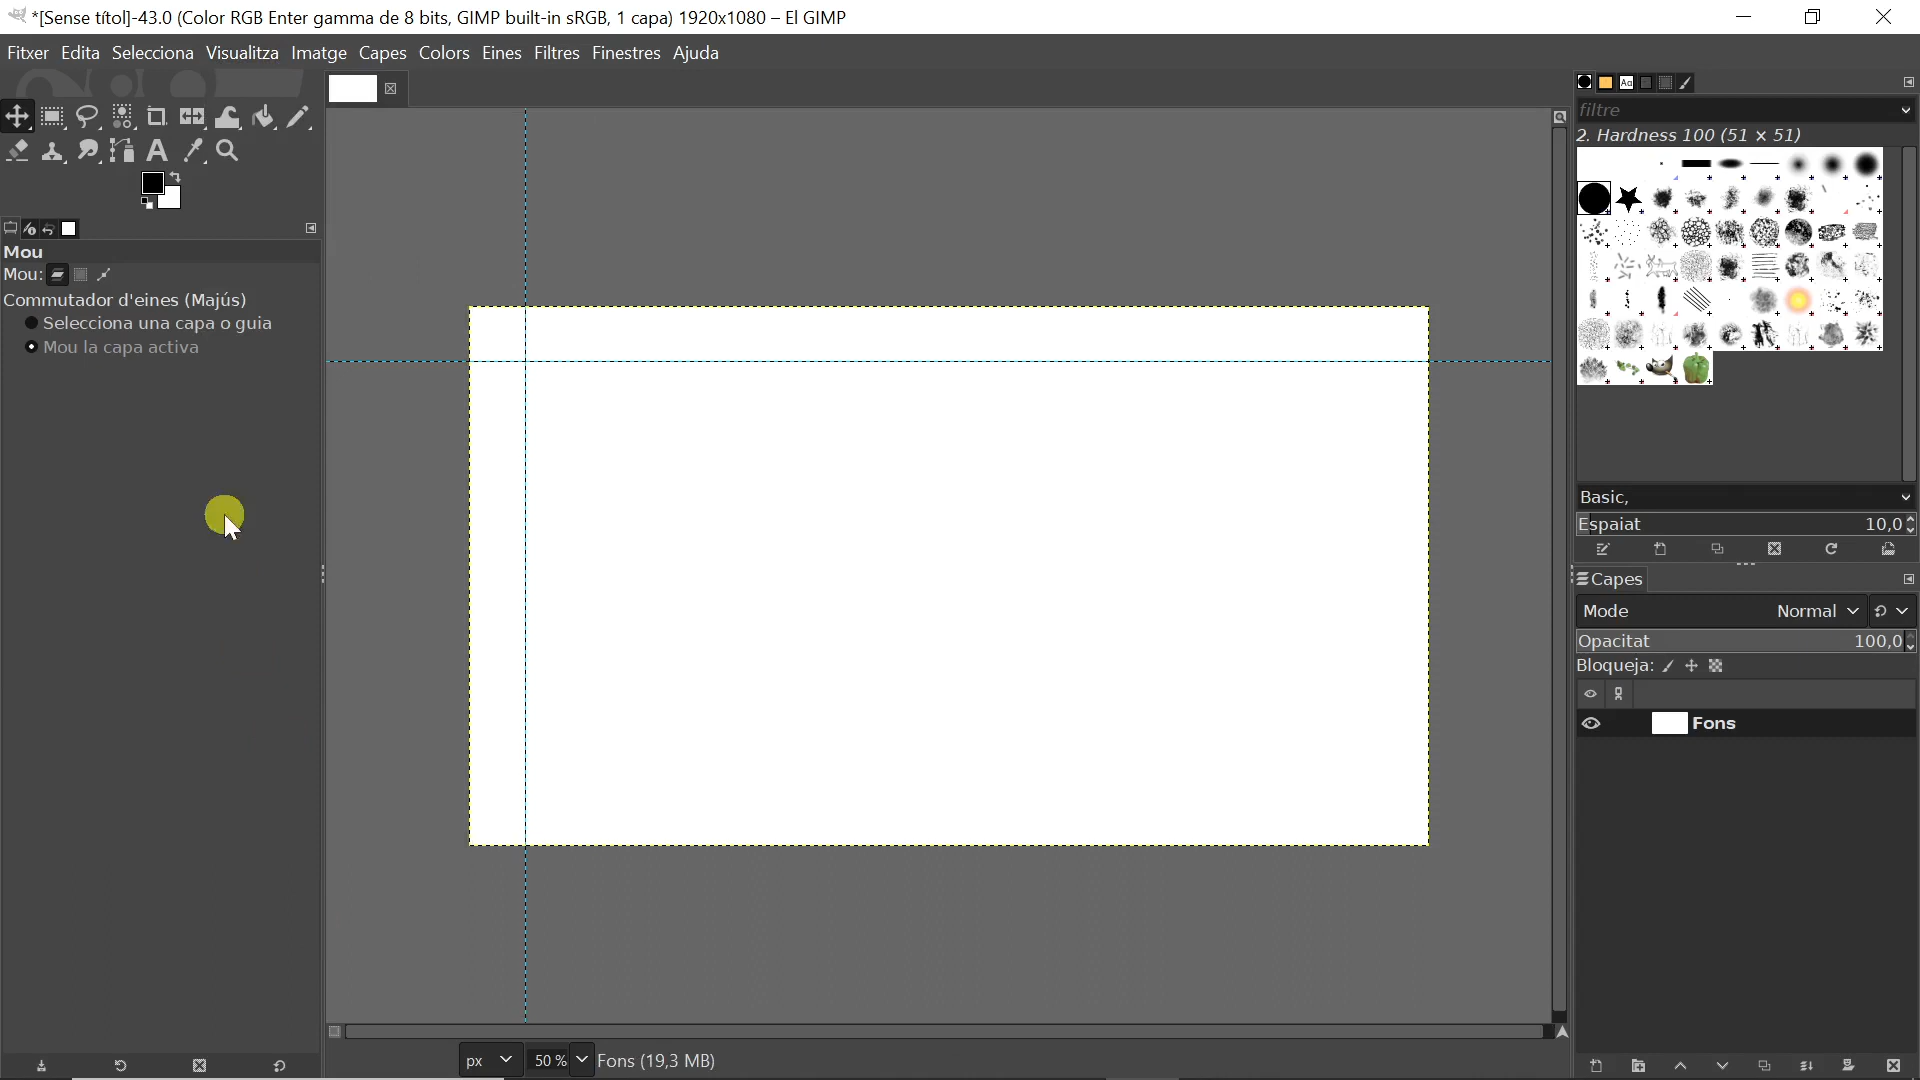 *[Sense títol]-43.0 (Color RGB Enter gamma de 8 bits, GIMP built-in sRGB, 1 capa) 1920x1080 – El GIMP
Fitxer Edita Selecciona Visualitza Imatge Capes Colors Eines Filtres Finestres Ajuda
Mou
Mou:
Commutador d'eines (Majús)
Selecciona una capa o guia
Mou la capa activa
Aa
filtre
2. Hardness 100 (51 × 51)
Basic,
Espaiat 10,0
Capes
Mode Normal
Opacitat 100,0
Bloqueja:
Fons
px 50 % Fons (19,3 MB)